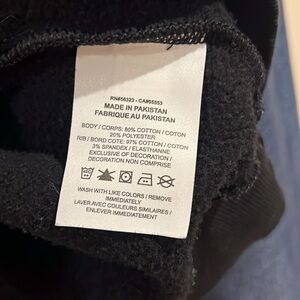 RN#56323 - CA#05553
MADE IN PAKISTAN
FABRIQUE AU PAKISTAN
BODY / CORPS: 80% COTTON / COTON
20% POLYESTER
RIB / BORD COTE: 97% COTTON / COTON
3% SPANDEX / ELASTHANNE
EXCLUSIVE OF DECORATION /
DECORATION NON COMPRISE
WASH WITH LIKE COLORS / REMOVE
IMMEDIATELY
LAVER AVEC COULEURS SIMILAIRES /
ENLEVER IMMEDIATEMENT